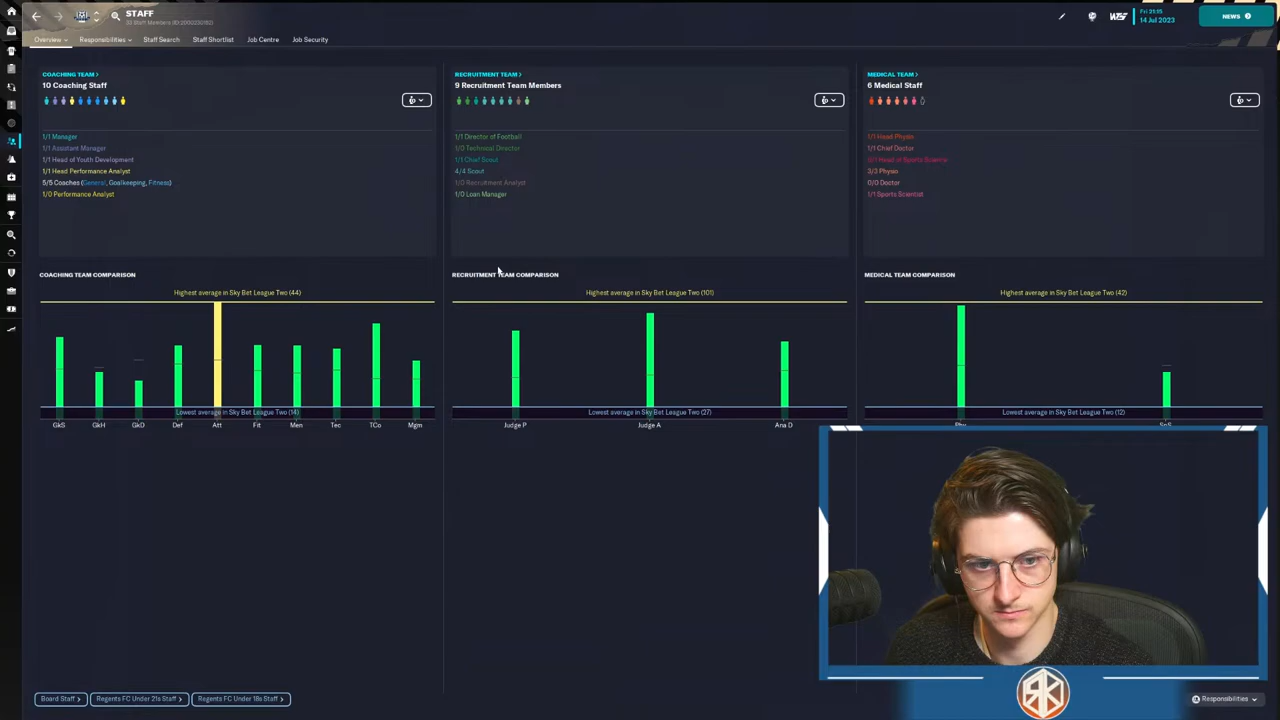 STAFF
Fri 21:15
14 Jul 2023
NEWS
Overview
Responsibilities
Staff Search
Staff Shortlist
Job Centre
Job Security
COACHING TEAM >
10 Coaching Staff
1/1 Manager
1/1 Assistant Manager
1/1 Head of Youth Development
1/1 Head Performance Analyst
5/5 Coaches (General, Goalkeeping, Fitness)
1/0 Performance Analyst
RECRUITMENT TEAM >
9 Recruitment Team Members
1/1 Director of Football
1/0 Technical Director
1/1 Chief Scout
4/4 Scout
1/0 Recruitment Analyst
1/0 Loan Manager
MEDICAL TEAM >
6 Medical Staff
1/1 Head Physio
1/1 Chief Doctor
Head of Sports Science
3/3 Physio
0/0 Doctor
1/1 Sports Scientist
COACHING TEAM COMPARISON
Highest average in Sky Bet League Two (44)
Lowest average in Sky Bet League Two (14)
GkS GkH GkD Def Att Fit Men Tec TCo Mgm
RECRUITMENT TEAM COMPARISON
Highest average in Sky Bet League Two (101)
Lowest average in Sky Bet League Two (27)
Judge P Judge A Ana D
MEDICAL TEAM COMPARISON
Highest average in Sky Bet League Two (42)
Lowest average in Sky Bet League Two (12)
Board Staff >
Regents FC Under 21s Staff >
Regents FC Under 18s Staff >
Responsibilities